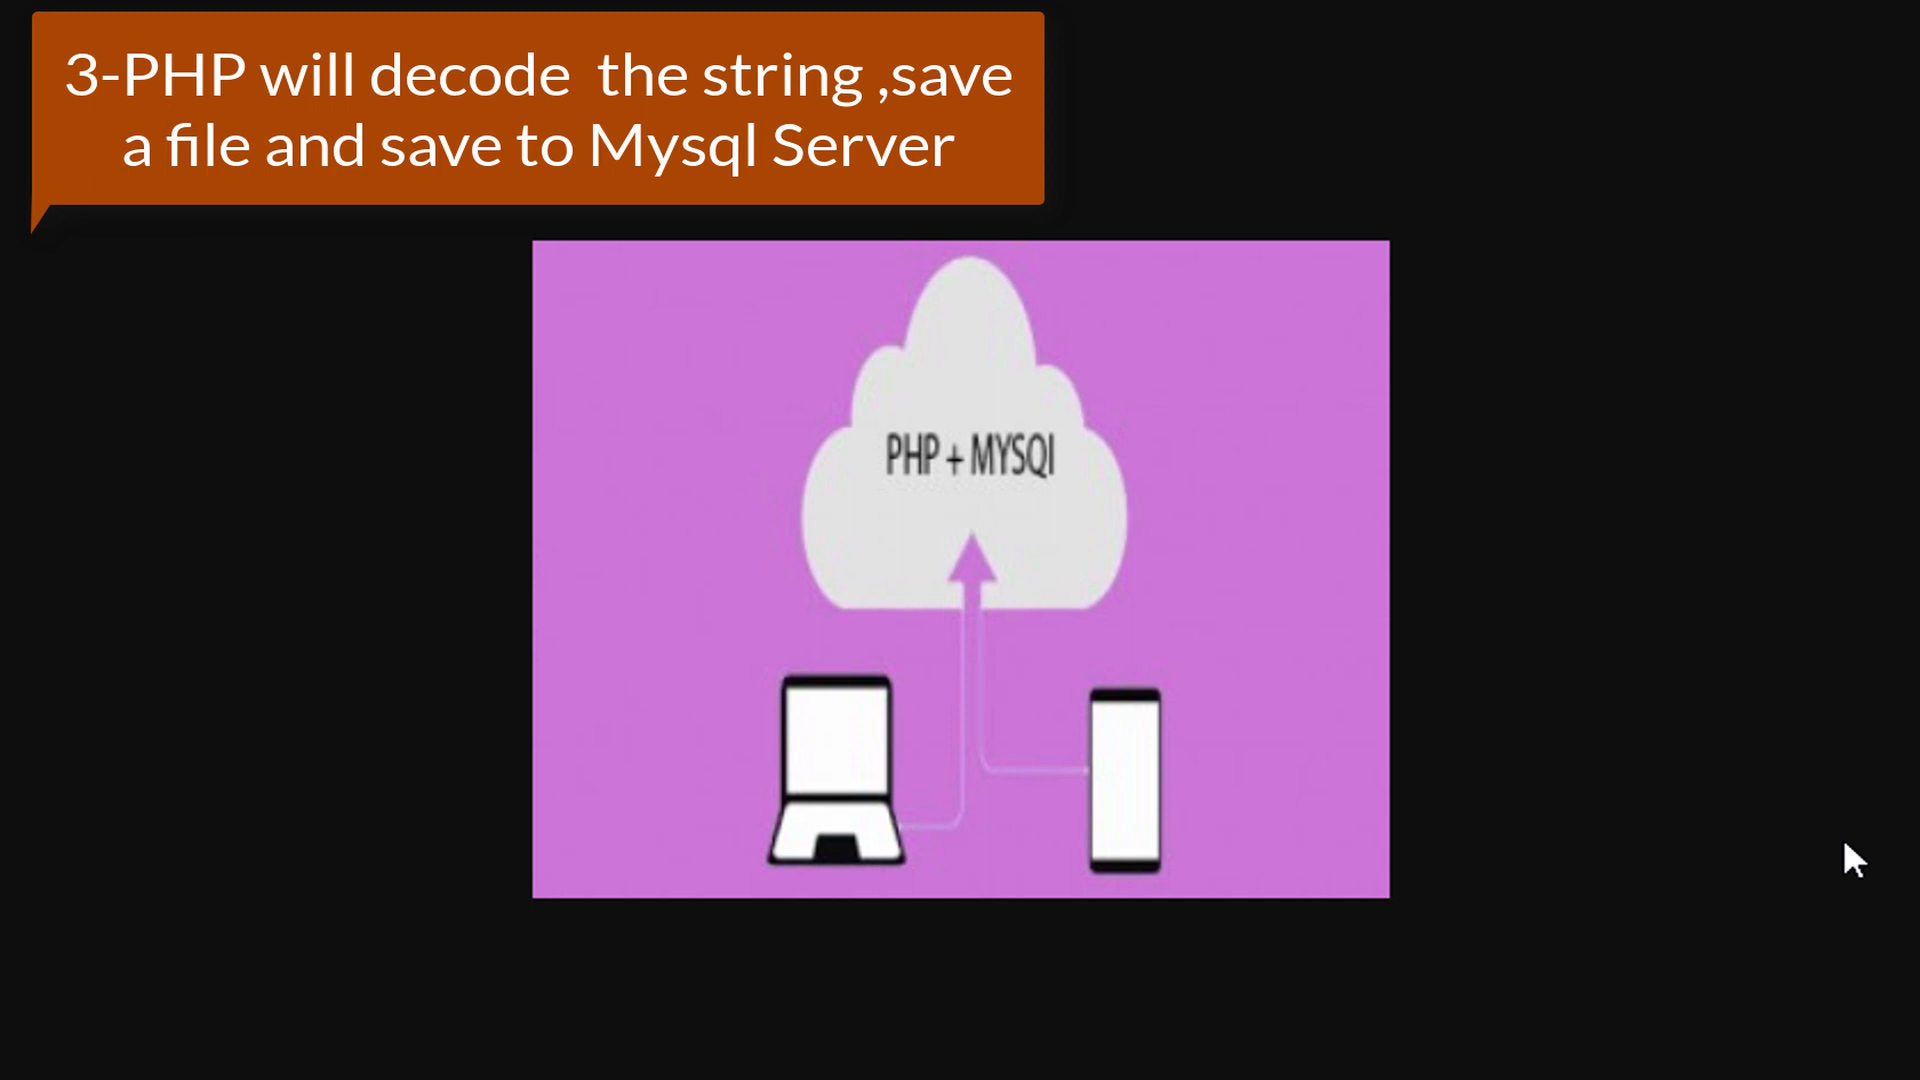 3-PHP will decode  the string ,save
a file and save to Mysql Server
PHP + MYSQl